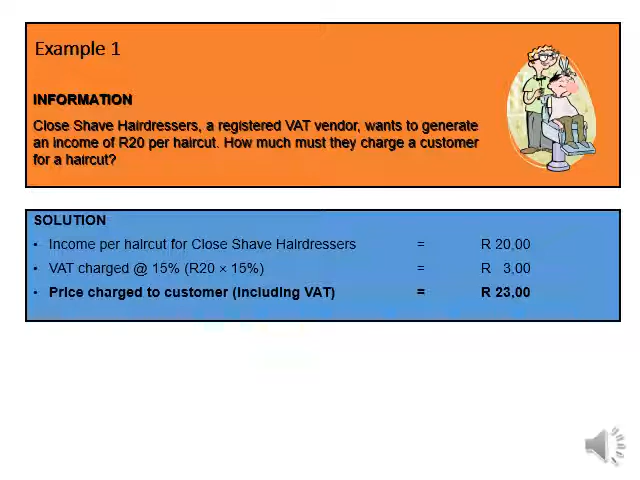 Example 1
INFORMATION
Close Shave Hairdressers, a registered VAT vendor, wants to generate
an income of R20 per haircut. How much must they charge a customer
for a haircut?
SOLUTION
• Income per haircut for Close Shave Hairdressers = R 20,00
• VAT charged @ 15% (R20 × 15%) = R 3,00
• Price charged to customer (including VAT) = R 23,00